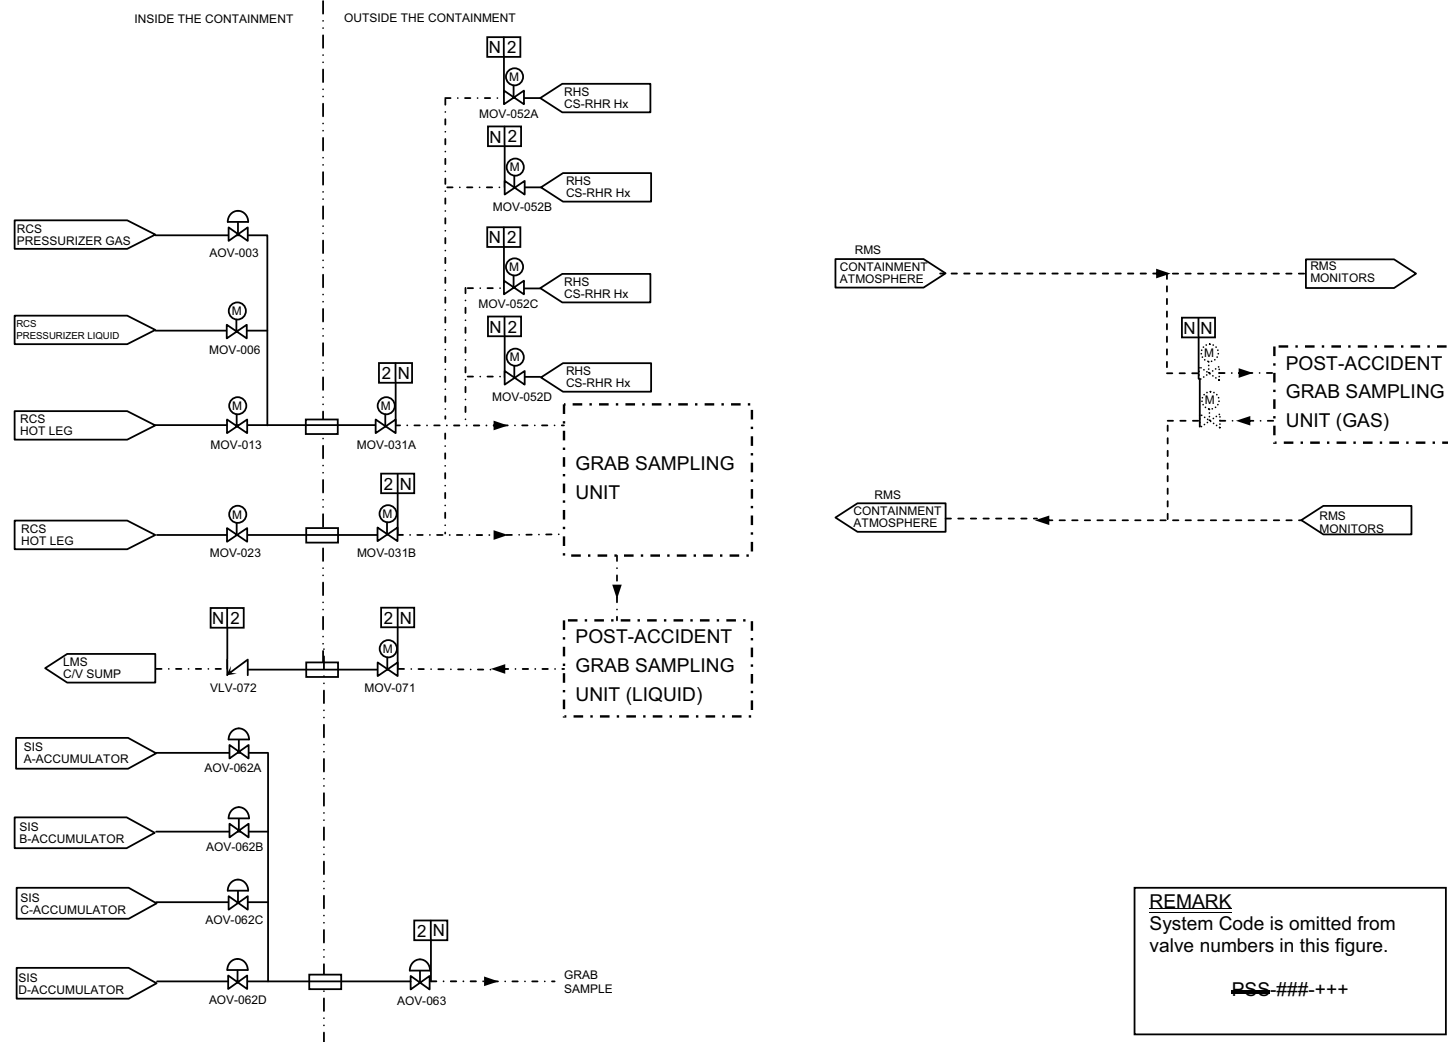 INSIDE THE CONTAINMENT
OUTSIDE THE CONTAINMENT
N 2
M
RHS
CS-RHR Hx
MOV-052A
N 2
M
RHS
CS-RHR Hx
MOV-052B
RCS
PRESSURIZER GAS
AOV-003
N 2
M
RHS
CS-RHR Hx
MOV-052C
RCS
PRESSURIZER LIQUID
M
MOV-006
N 2
M
RHS
CS-RHR Hx
MOV-052D
RCS
HOT LEG
M
MOV-013
2 N
M
MOV-031A
GRAB SAMPLING
UNIT
RCS
HOT LEG
M
MOV-023
2 N
M
MOV-031B
LMS
C/V SUMP
N 2
VLV-072
2 N
M
MOV-071
POST-ACCIDENT
GRAB SAMPLING
UNIT (LIQUID)
SIS
A-ACCUMULATOR
AOV-062A
SIS
B-ACCUMULATOR
AOV-062B
SIS
C-ACCUMULATOR
AOV-062C
SIS
D-ACCUMULATOR
AOV-062D
2 N
AOV-063
GRAB
SAMPLE
RMS
CONTAINMENT
ATMOSPHERE
RMS
MONITORS
N N
M
M
POST-ACCIDENT
GRAB SAMPLING
UNIT (GAS)
RMS
CONTAINMENT
ATMOSPHERE
RMS
MONITORS
REMARK
System Code is omitted from
valve numbers in this figure.
PSS-###-+++